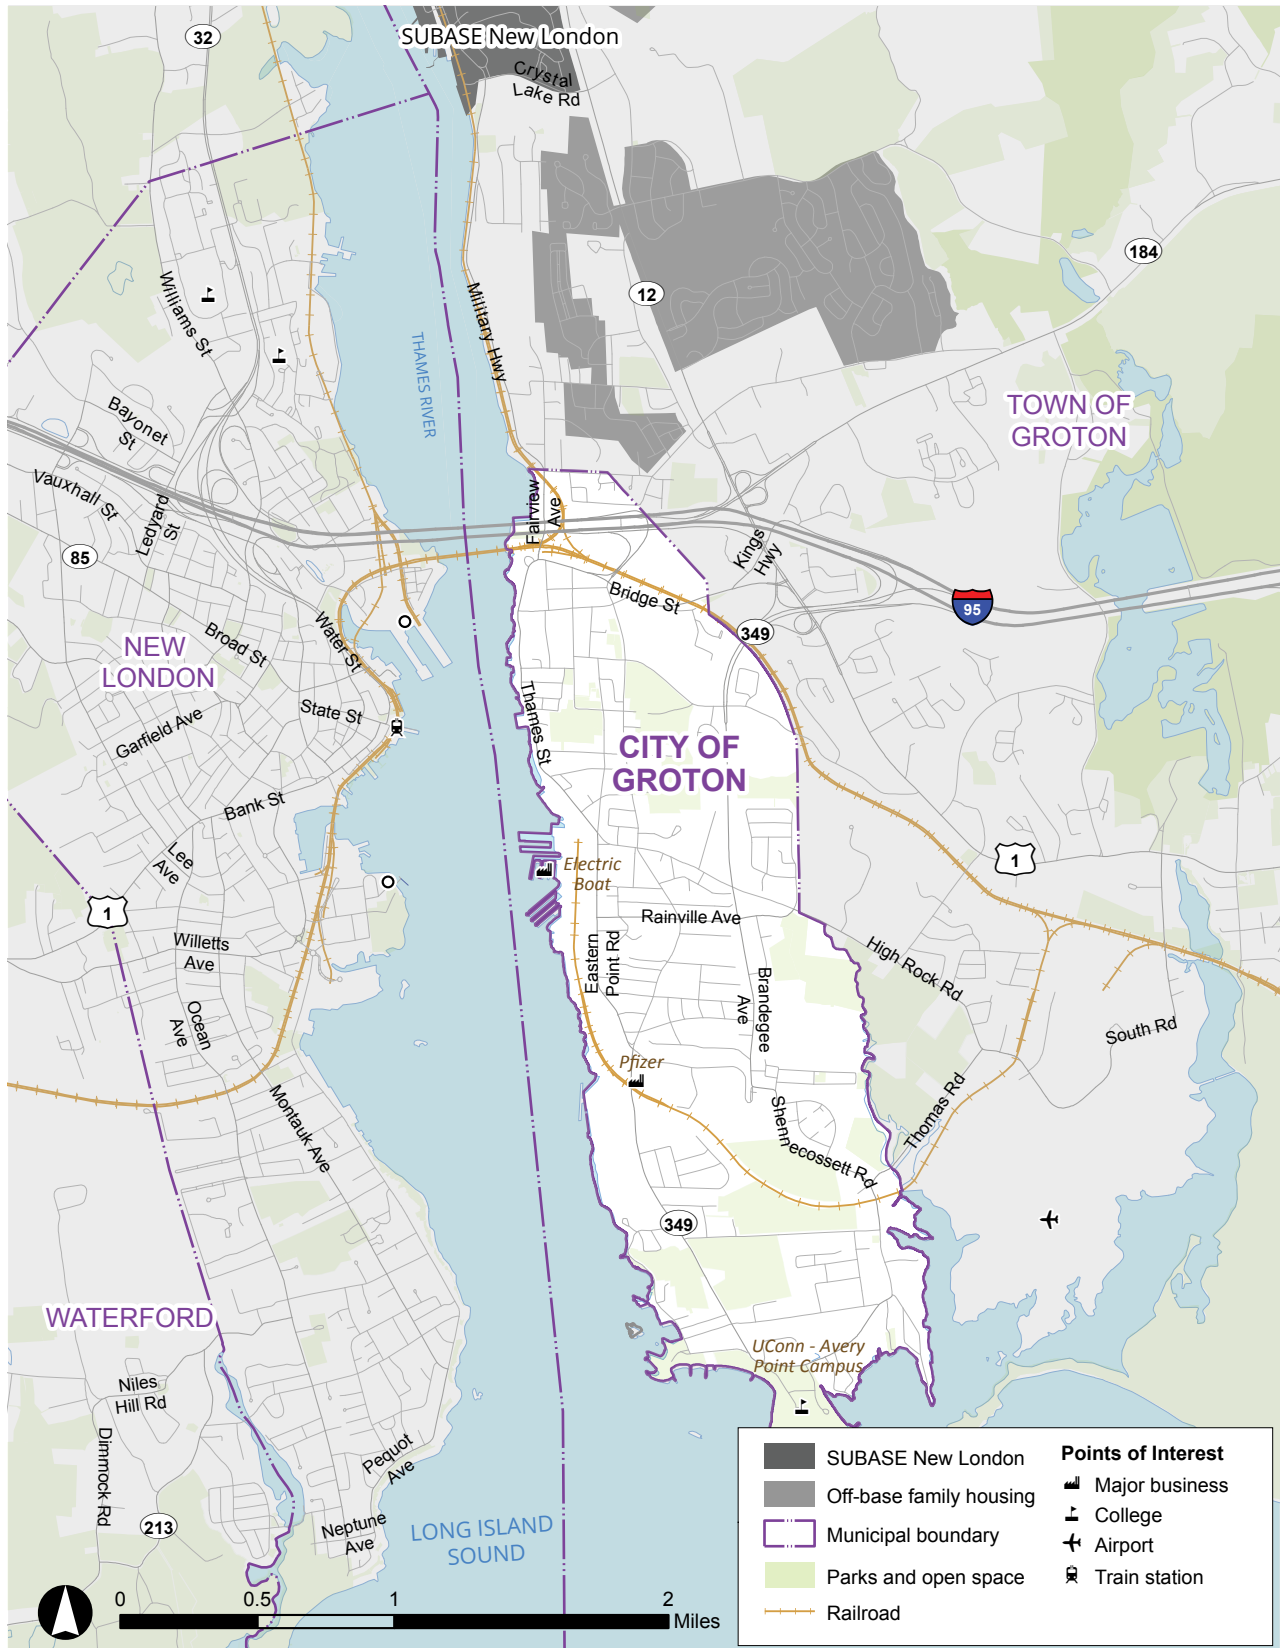 32
SUBASE New London
Crystal
Lake Rd
184
12
Williams St
Military Hwy
THAMES RIVER
TOWN OF
GROTON
Bayonet
St
Vauxhall St
Ledyard
St
Fairview
Ave
Kings
Hwy
85
95
Bridge St
349
Broad St
Water St
NEW
LONDON
State St
Garfield Ave
Thames St
CITY OF
GROTON
Bank St
Lee
Ave
Electric
Boat
1
1
Rainville Ave
Willetts
Ave
Eastern
Point Rd
High Rock Rd
Brandegee
Ave
Ocean
Ave
South Rd
Pfizer
Montauk Ave
Thomas Rd
Shennecossett Rd
349
WATERFORD
UConn - Avery
Point Campus
Niles
Hill Rd
Dimmock Rd
Pequot
Ave
213
Neptune
Ave
LONG ISLAND
SOUND
SUBASE New London
Off-base family housing
Municipal boundary
Parks and open space
Railroad
Points of Interest
Major business
College
Airport
Train station
0 0.5 1 2
Miles